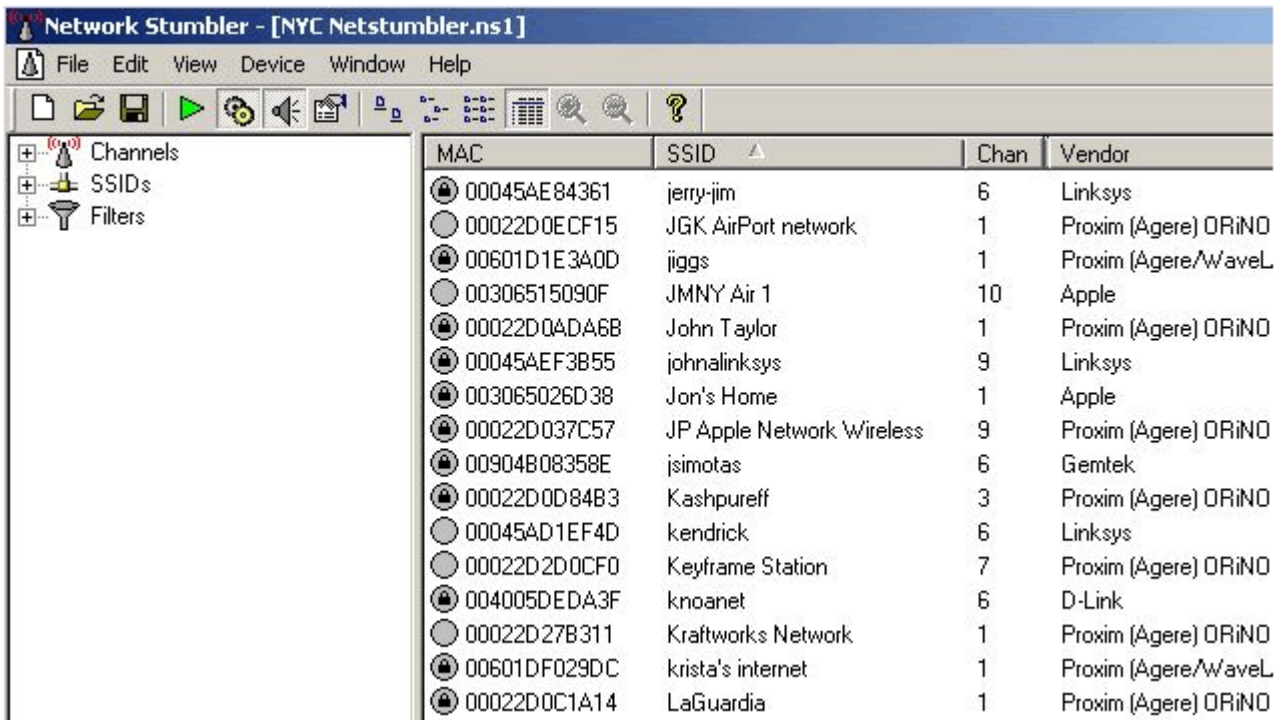 Network Stumbler - [NYC Netstumbler.ns1]
File Edit View Device Window Help
Channels
SSIDs
Filters
MAC SSID Chan Vendor
00045AE84361 jerry-jim 6 Linksys
00022D0ECF15 JGK AirPort network 1 Proxim (Agere) ORiNO
00601D1E3A0D jiggs 1 Proxim (Agere/WaveL
00306515090F JMNY Air 1 10 Apple
00022D0ADA6B John Taylor 1 Proxim (Agere) ORiNO
00045AEF3B55 johnalinksys 9 Linksys
003065026D38 Jon's Home 1 Apple
00022D037C57 JP Apple Network Wireless 9 Proxim (Agere) ORiNO
00904B08358E jsimotas 6 Gemtek
00022D0D84B3 Kashpureff 3 Proxim (Agere) ORiNO
00045AD1EF4D kendrick 6 Linksys
00022D2D0CF0 Keyframe Station 7 Proxim (Agere) ORiNO
004005DEDA3F knoanet 6 D-Link
00022D27B311 Kraftworks Network 1 Proxim (Agere) ORiNO
00601DF029DC krista's internet 1 Proxim (Agere/WaveL
00022D0C1A14 LaGuardia 1 Proxim (Agere) ORiNO